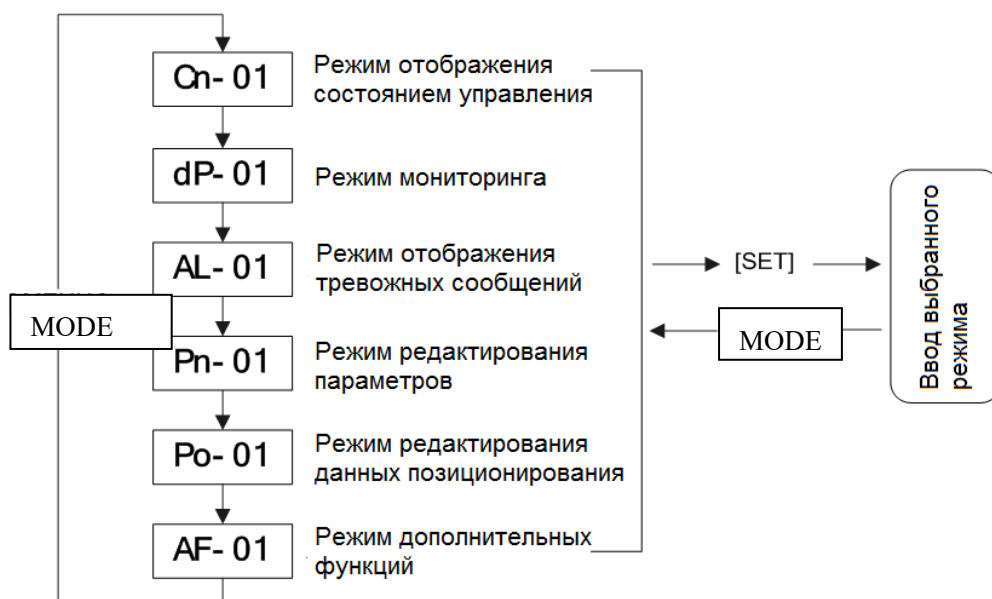 Cn- 01
Режим отображения
состоянием управления
dP- 01
Режим мониторинга
AL- 01
Режим отображения
тревожных сообщений
[SET]
MODE
MODE
Pn- 01
Режим редактирования
параметров
Po- 01
Режим редактирования
данных позиционирования
AF- 01
Режим дополнительных
функций
Ввод выбранного
режима